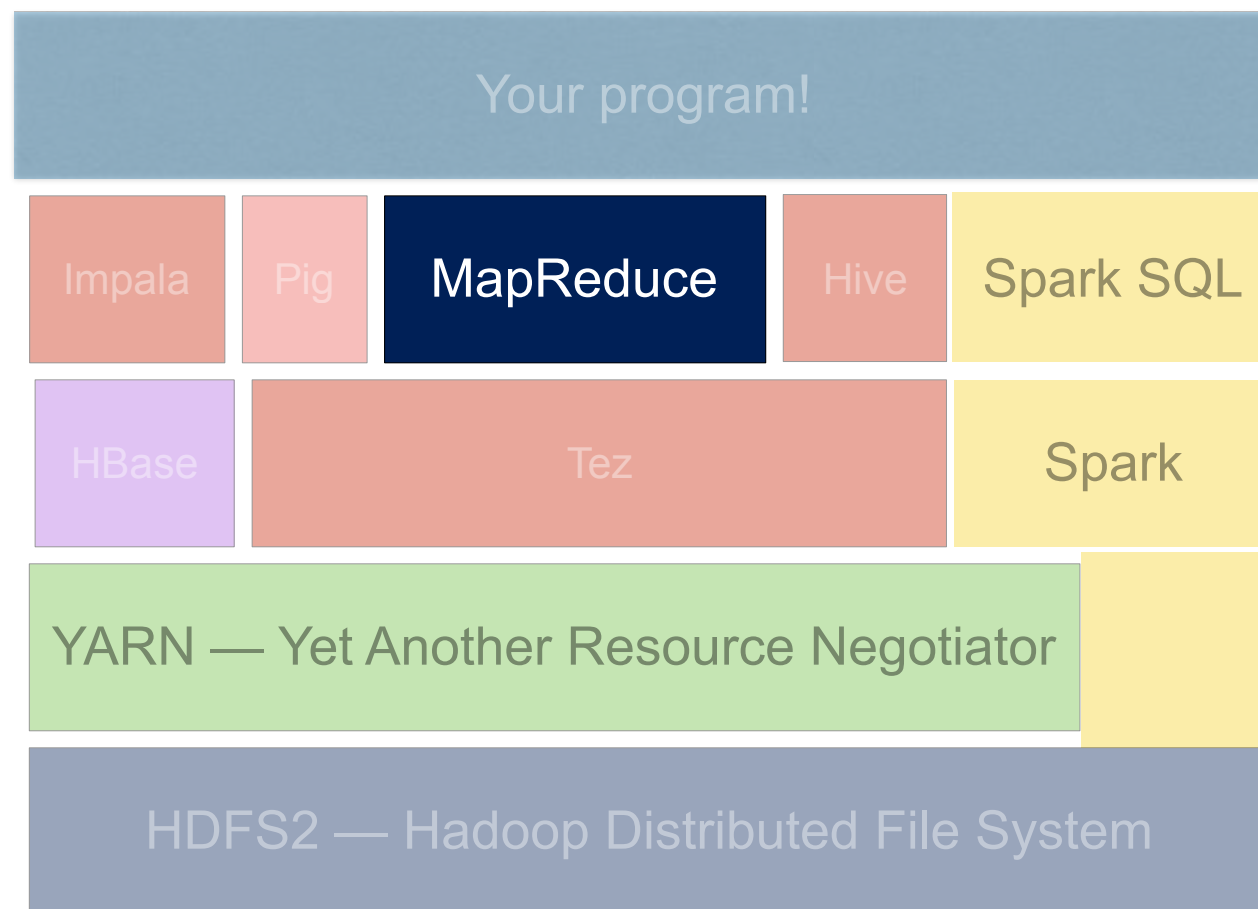 Your program!
Impala
Pig
MapReduce
Hive
Spark SQL
HBase
Tez
Spark
YARN — Yet Another Resource Negotiator
HDFS2 — Hadoop Distributed File System